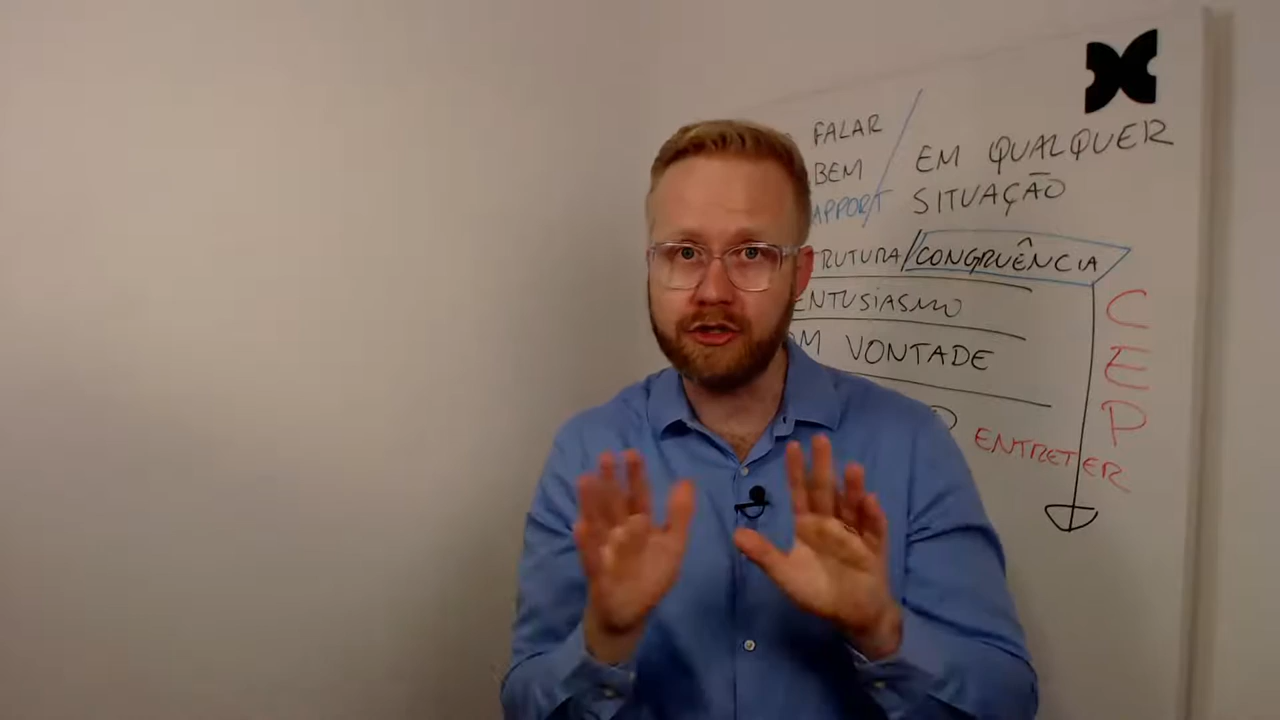 FALAR
BEM
EM QUALQUER
SITUAÇÃO
CONGRUÊNCIA
ENTUSIASMO
VONTADE
ENTRETER
C
E
P